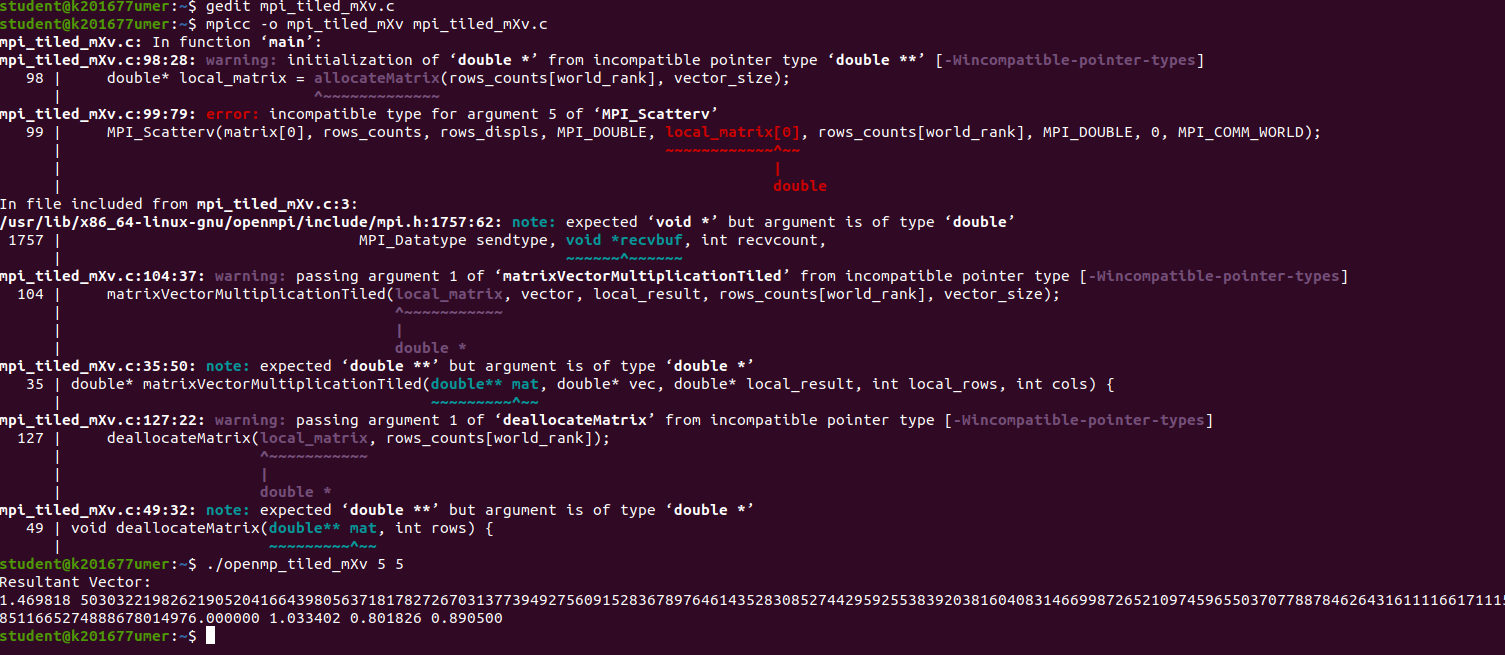 student@k201677umer:~$ gedit mpi_tiled_mXv.c
student@k201677umer:~$ mpicc -o mpi_tiled_mXv mpi_tiled_mXv.c
mpi_tiled_mXv.c: In function ‘main’:
mpi_tiled_mXv.c:98:28: warning: initialization of ‘double *’ from incompatible pointer type ‘double **’ [-Wincompatible-pointer-types]
   98 |     double* local_matrix = allocateMatrix(rows_counts[world_rank], vector_size);
      |                            ^~~~~~~~~~~~~~
mpi_tiled_mXv.c:99:79: error: incompatible type for argument 5 of ‘MPI_Scatterv’
   99 |     MPI_Scatterv(matrix[0], rows_counts, rows_displs, MPI_DOUBLE, local_matrix[0], rows_counts[world_rank], MPI_DOUBLE, 0, MPI_COMM_WORLD);
      |                                                                   ~~~~~~~~~~~~^~~
      |                                                                               |
      |                                                                               double
In file included from mpi_tiled_mXv.c:3:
/usr/lib/x86_64-linux-gnu/openmpi/include/mpi.h:1757:62: note: expected ‘void *’ but argument is of type ‘double’
 1757 |                                 MPI_Datatype sendtype, void *recvbuf, int recvcount,
      |                                                        ~~~~~~^~~~~~~
mpi_tiled_mXv.c:104:37: warning: passing argument 1 of ‘matrixVectorMultiplicationTiled’ from incompatible pointer type [-Wincompatible-pointer-types]
  104 |     matrixVectorMultiplicationTiled(local_matrix, vector, local_result, rows_counts[world_rank], vector_size);
      |                                     ^~~~~~~~~~~~
      |                                     |
      |                                     double *
mpi_tiled_mXv.c:35:50: note: expected ‘double **’ but argument is of type ‘double *’
   35 | double* matrixVectorMultiplicationTiled(double** mat, double* vec, double* local_result, int local_rows, int cols) {
      |                                         ~~~~~~~~~^~~
mpi_tiled_mXv.c:127:22: warning: passing argument 1 of ‘deallocateMatrix’ from incompatible pointer type [-Wincompatible-pointer-types]
  127 |     deallocateMatrix(local_matrix, rows_counts[world_rank]);
      |                      ^~~~~~~~~~~~
      |                      |
      |                      double *
mpi_tiled_mXv.c:49:32: note: expected ‘double **’ but argument is of type ‘double *’
   49 | void deallocateMatrix(double** mat, int rows) {
      |                       ~~~~~~~~~^~~
student@k201677umer:~$ ./openmp_tiled_mXv 5 5
Resultant Vector:
1.469818
8511665274888678014976.000000 1.033402 0.801826 0.890500
student@k201677umer:~$